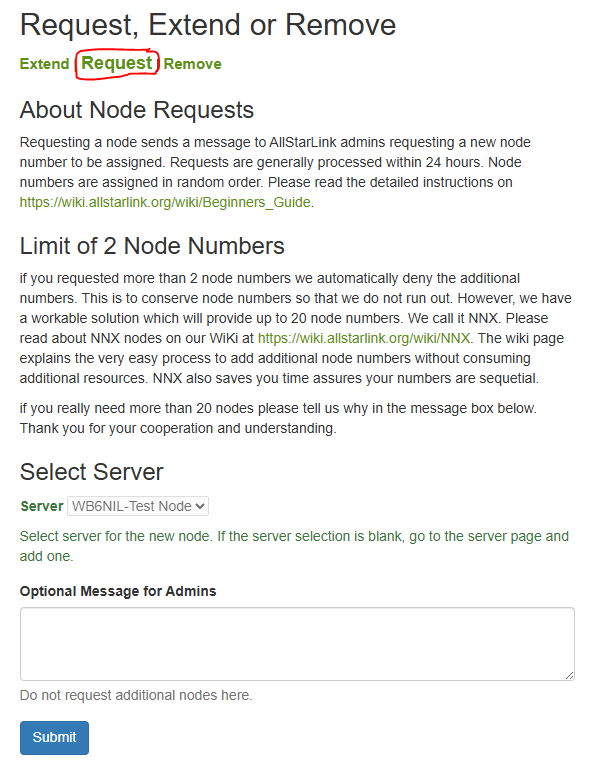 Request, Extend or Remove
Extend Request Remove
About Node Requests
Requesting a node sends a message to AllStarLink admins requesting a new node
number to be assigned. Requests are generally processed within 24 hours. Node
numbers are assigned in random order. Please read the detailed instructions on
https://wiki.allstarlink.org/wiki/Beginners_Guide.
Limit of 2 Node Numbers
if you requested more than 2 node numbers we automatically deny the additional
numbers. This is to conserve node numbers so that we do not run out. However, we have
a workable solution which will provide up to 20 node numbers. We call it NNX. Please
read about NNX nodes on our WiKi at https://wiki.allstarlink.org/wiki/NNX. The wiki page
explains the very easy process to add additional node numbers without consuming
additional resources. NNX also saves you time assures your numbers are sequetial.
if you really need more than 20 nodes please tell us why in the message box below.
Thank you for your cooperation and understanding.
Select Server
Server WB6NIL-Test Node
Select server for the new node. If the server selection is blank, go to the server page and
add one.
Optional Message for Admins
Do not request additional nodes here.
Submit